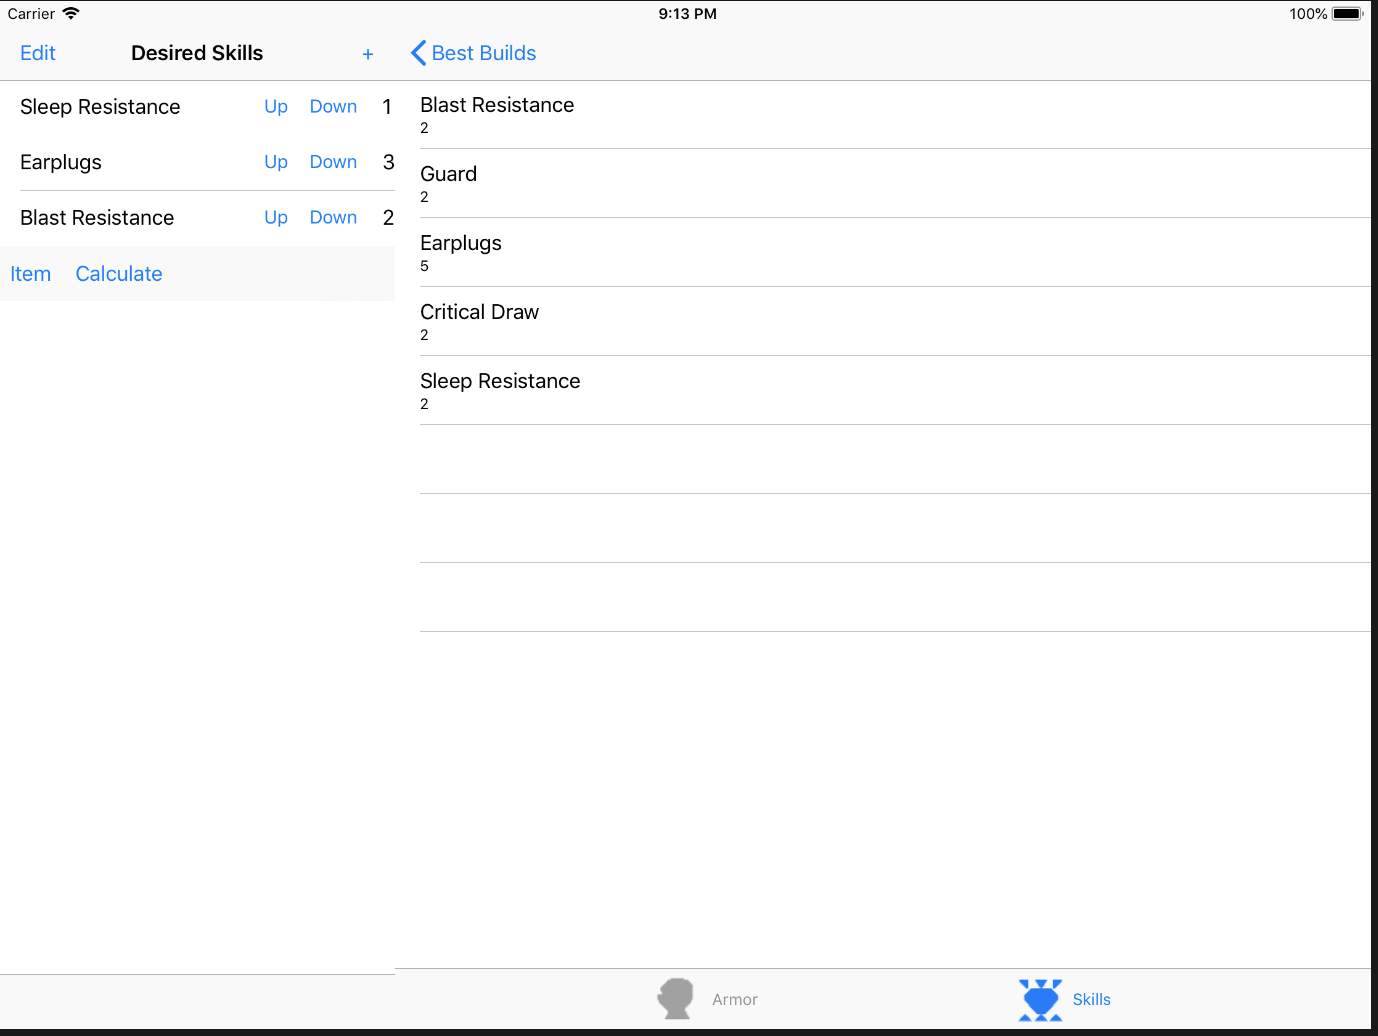 Carrier 9:13 PM 100%
Edit Desired Skills + Best Builds
Sleep Resistance Up Down 1
Earplugs Up Down 3
Blast Resistance Up Down 2
Item Calculate
Blast Resistance
2
Guard
2
Earplugs
5
Critical Draw
2
Sleep Resistance
2
Armor Skills